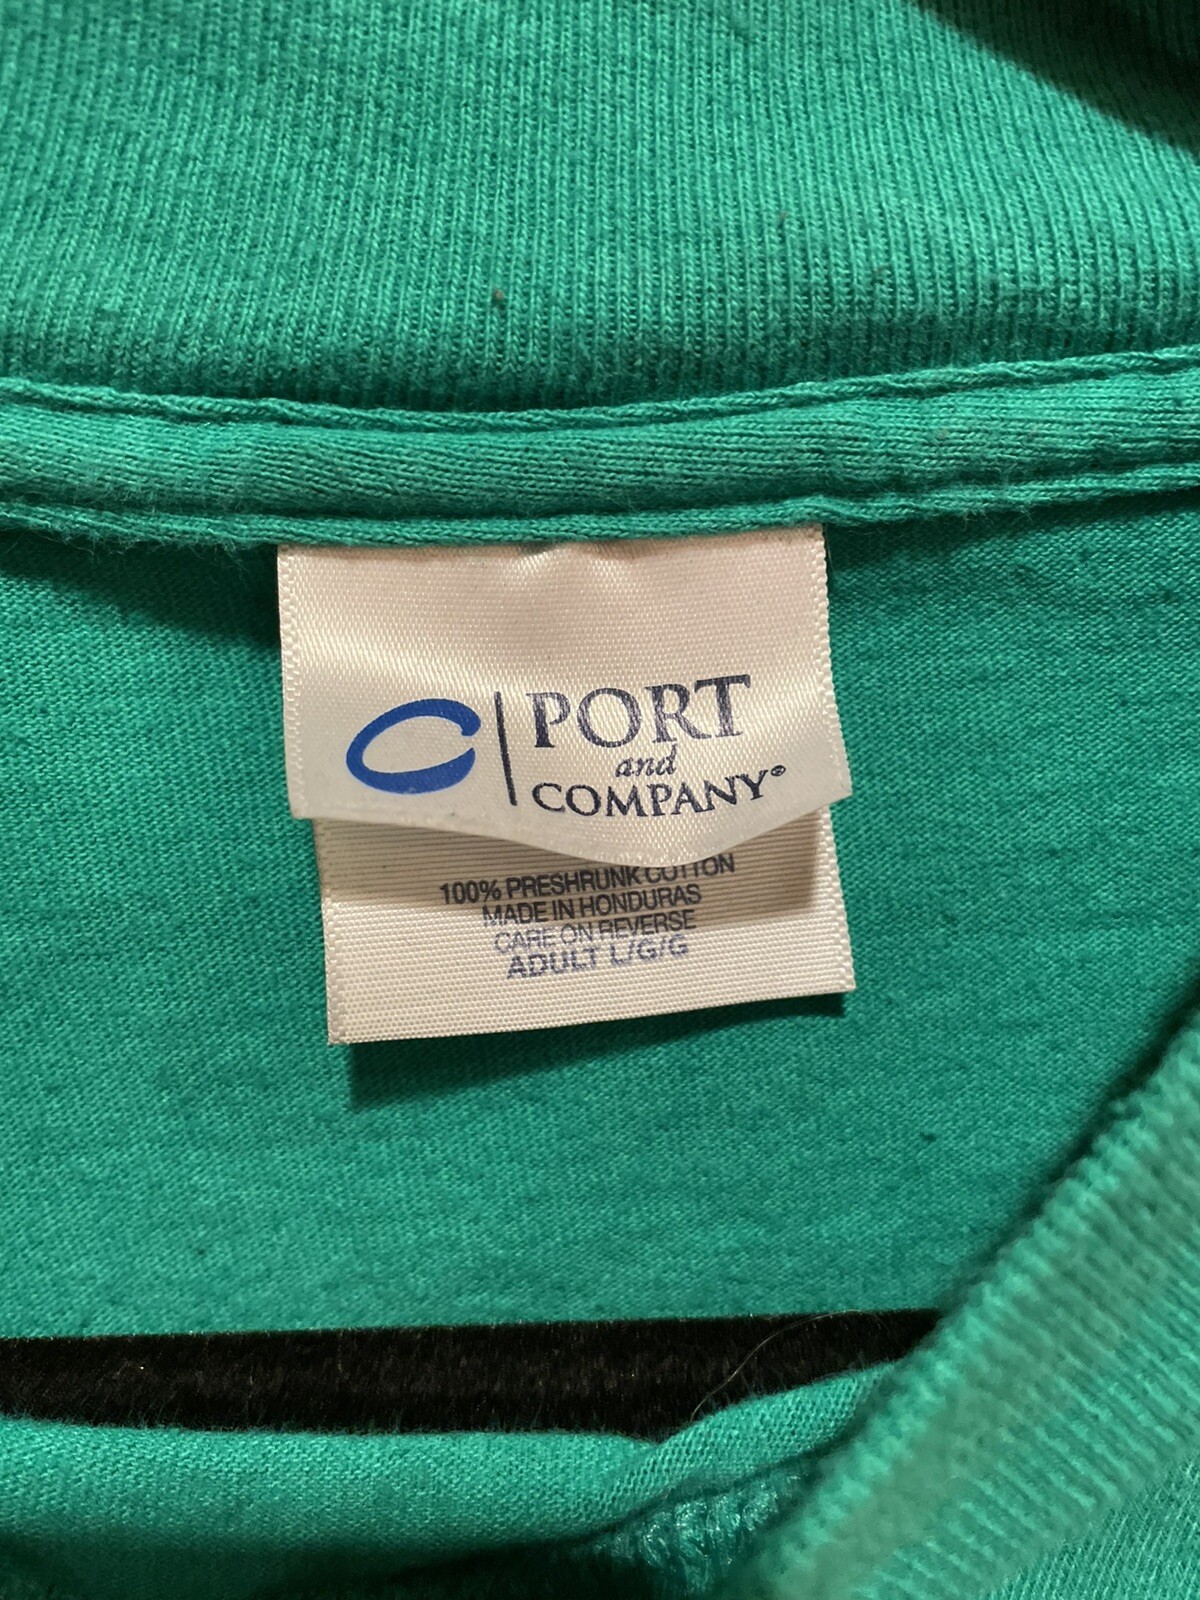 PORT
and
COMPANY®
100% PRESHRUNK COTTON
MADE IN HONDURAS
CARE ON REVERSE
ADULT L/G/G